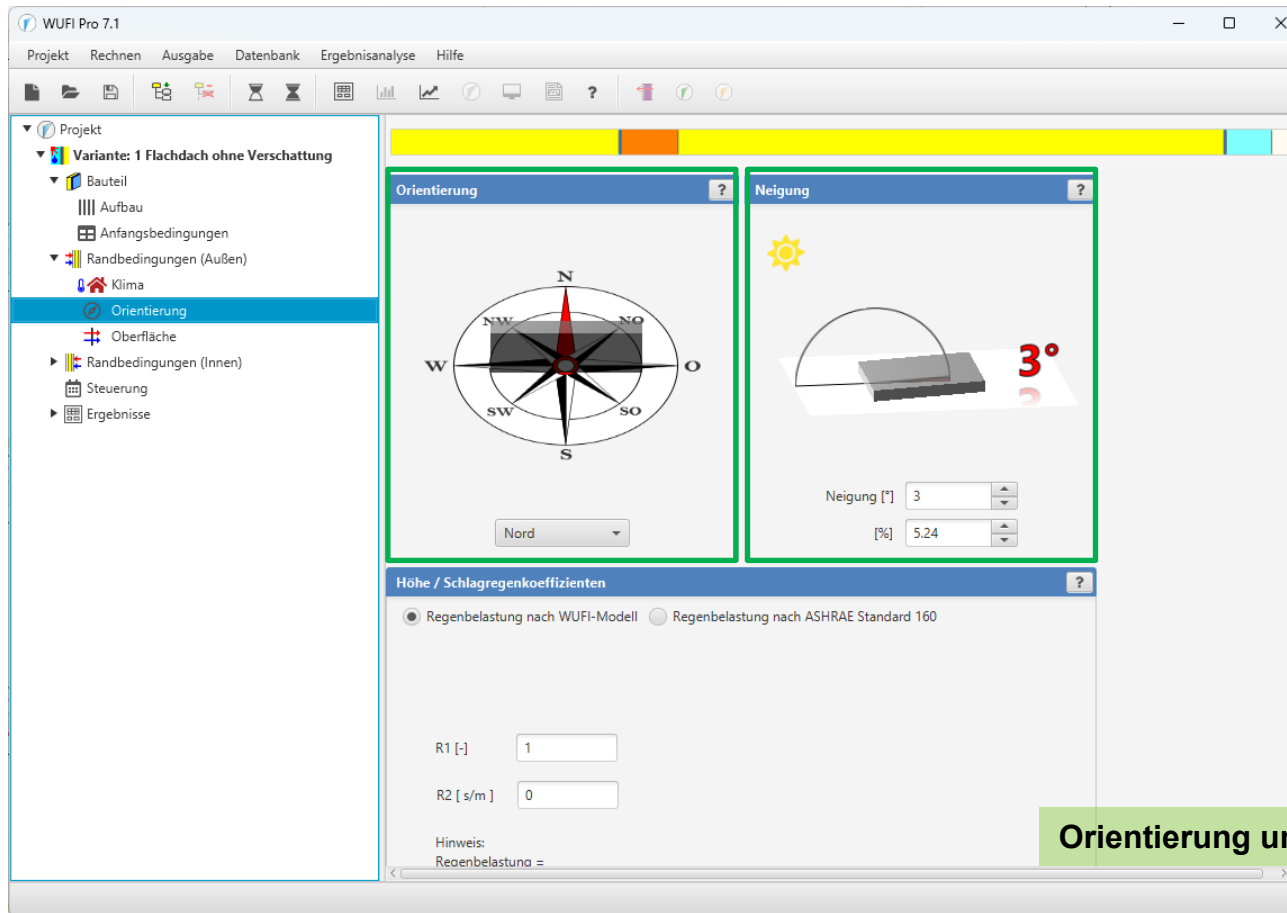 WUFI Pro 7.1
Projekt Rechnen Ausgabe Datenbank Ergebnisanalyse Hilfe
?
Projekt
Variante: 1 Flachdach ohne Verschattung
Bauteil
Aufbau
Anfangsbedingungen
Randbedingungen (Außen)
Klima
Orientierung
Oberfläche
Randbedingungen (Innen)
Steuerung
Ergebnisse
Orientierung ?
N
NW NO
W O
SW SO
S
Nord
Neigung ?
3°
Neigung [°] 3
[%] 5.24
Höhe / Schlagregenkoeffizienten ?
Regenbelastung nach WUFI-Modell Regenbelastung nach ASHRAE Standard 160
R1 [-] 1
R2 [ s/m ] 0
Hinweis:
Regenbelastung =
Orientierung